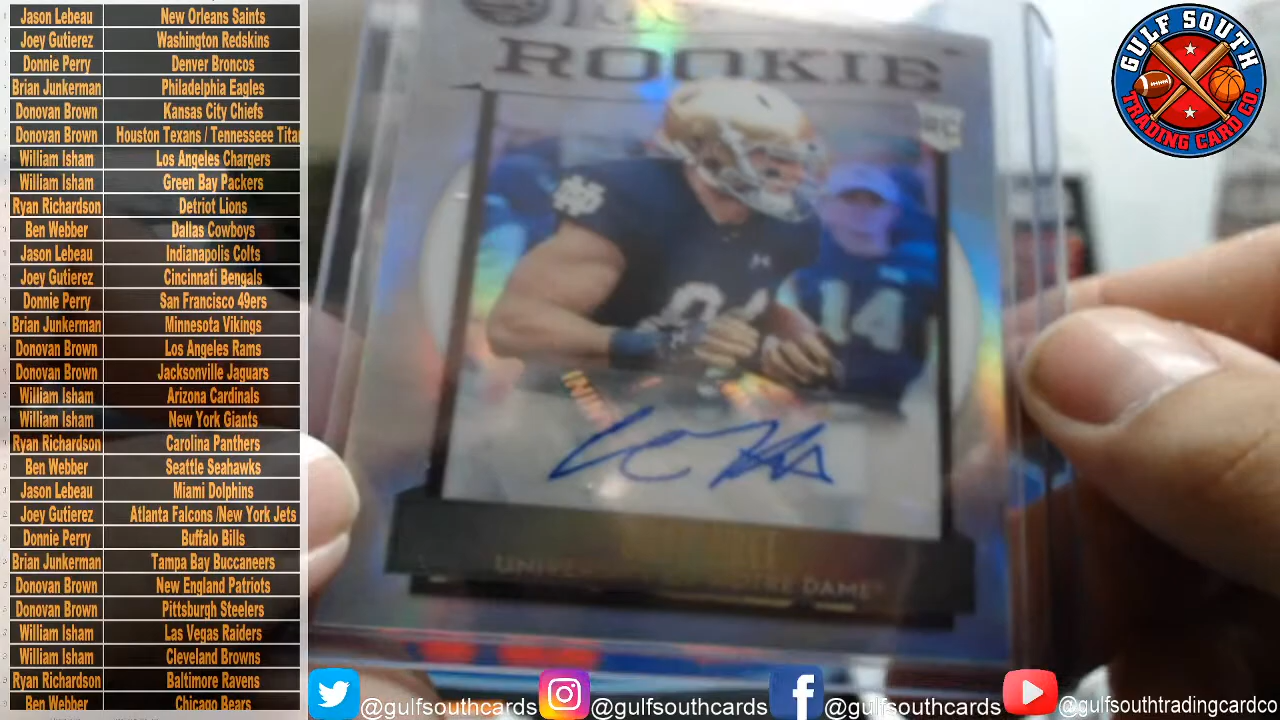 Jason Lebeau New Orleans Saints
Joey Gutierez Washington Redskins
Donnie Perry Denver Broncos
Brian Junkerman Philadelphia Eagles
Donovan Brown Kansas City Chiefs
Donovan Brown Houston Texans / Tennesseee Tita
William Isham Los Angeles Chargers
William Isham Green Bay Packers
Ryan Richardson Detriot Lions
Ben Webber Dallas Cowboys
Jason Lebeau Indianapolis Colts
Joey Gutierez Cincinnati Bengals
Donnie Perry San Francisco 49ers
Brian Junkerman Minnesota Vikings
Donovan Brown Los Angeles Rams
Donovan Brown Jacksonville Jaguars
William Isham Arizona Cardinals
William Isham New York Giants
Ryan Richardson Carolina Panthers
Ben Webber Seattle Seahawks
Jason Lebeau Miami Dolphins
Joey Gutierez Atlanta Falcons /New York Jets
Donnie Perry Buffalo Bills
Brian Junkerman Tampa Bay Buccaneers
Donovan Brown New England Patriots
Donovan Brown Pittsburgh Steelers
William Isham Las Vegas Raiders
William Isham Cleveland Browns
Ryan Richardson Baltimore Ravens
Ben Webber Chicago Bears
ROOKIE
14
DAME
GULF SOUTH
TRADING CARD CO.
@gulfsouthcards @gulfsouthcards @gulfsouthcards @gulfsouthtradingcardco